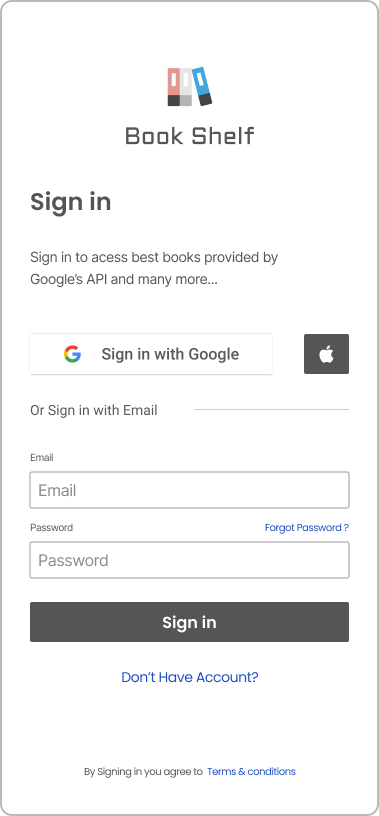 Book Shelf
Sign in
Sign in to acess best books provided by
Google's API and many more...
Sign in with Google
Or Sign in with Email
Email
Email
Password Forgot Password ?
Password
Sign in
Don't Have Account?
By Signing in you agree to Terms & conditions